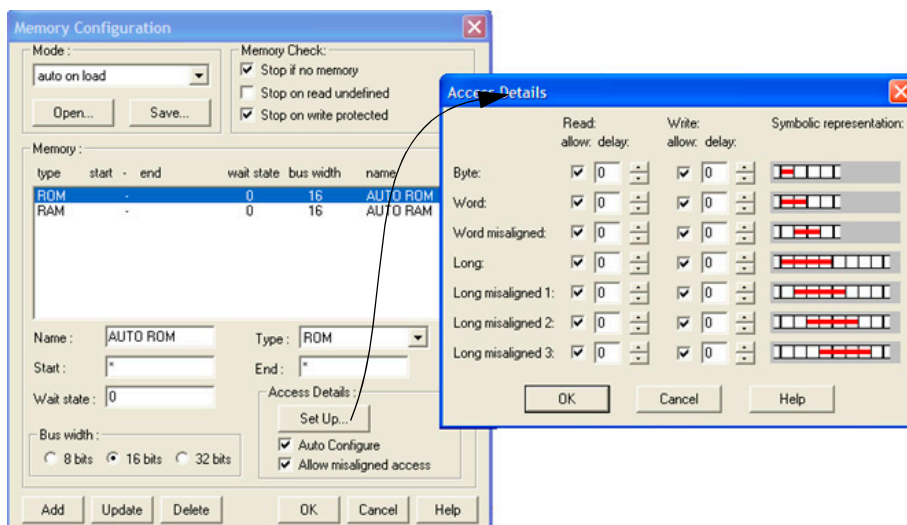 Memory Configuration
Mode :
auto on load
Open... Save...
Memory Check:
Stop if no memory
Stop on read undefined
Stop on write protected
Memory :
type start - end wait state bus width name
ROM - 0 16 AUTO ROM
RAM - 0 16 AUTO RAM
Name : AUTO ROM Type : ROM
Start : * End : *
Wait state : 0
Access Details :
Set Up...
Auto Configure
Allow misaligned access
Bus width :
8 bits 16 bits 32 bits
Add Update Delete OK Cancel Help
Access Details
Read: Write: Symbolic representation:
allow: delay: allow: delay:
Byte: 0 0
Word: 0 0
Word misaligned: 0 0
Long: 0 0
Long misaligned 1: 0 0
Long misaligned 2: 0 0
Long misaligned 3: 0 0
OK Cancel Help